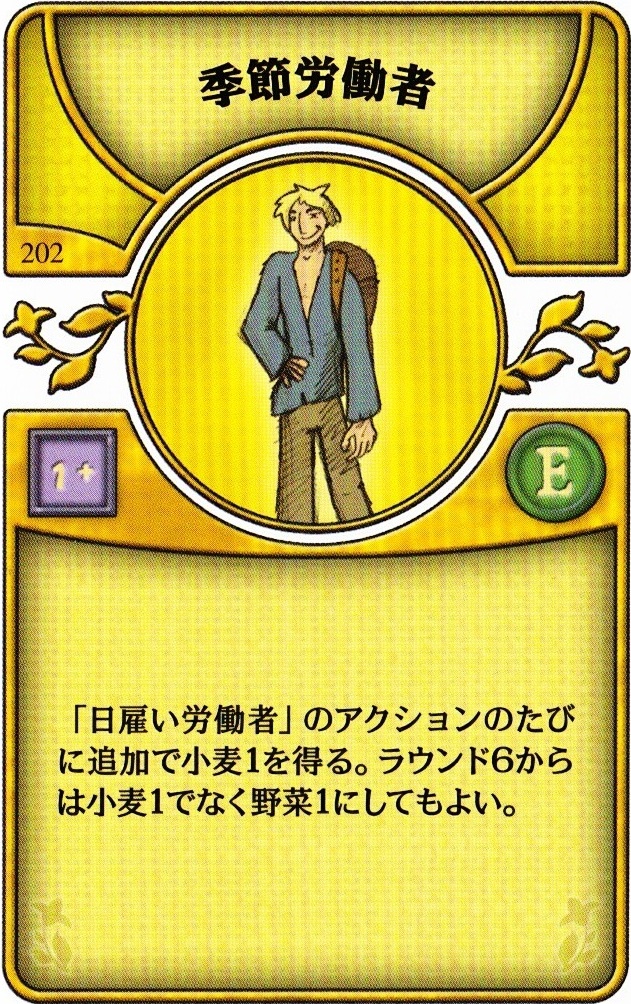 季節労働者
202
1+
E
「日雇い労働者」のアクションのたび
に追加で小麦1を得る。ラウンド6から
は小麦1でなく野菜1にしてもよい。